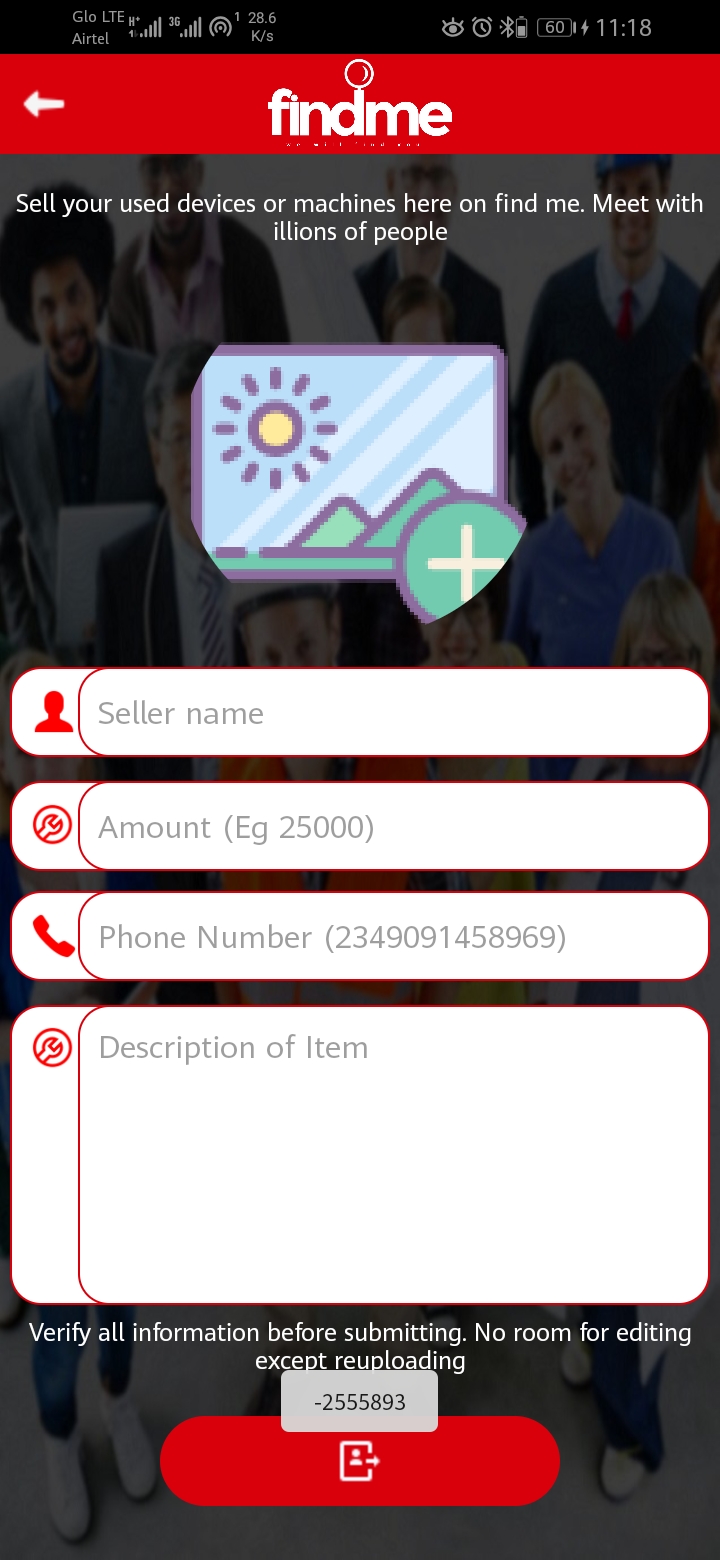 Glo LTE H+ 3G 1 28.6 60 11:18
Airtel K/s
findme
Sell your used devices or machines here on find me. Meet with
illions of people
Seller name
Amount (Eg 25000)
Phone Number (2349091458969)
Description of Item
Verify all information before submitting. No room for editing
except reuploading
-2555893